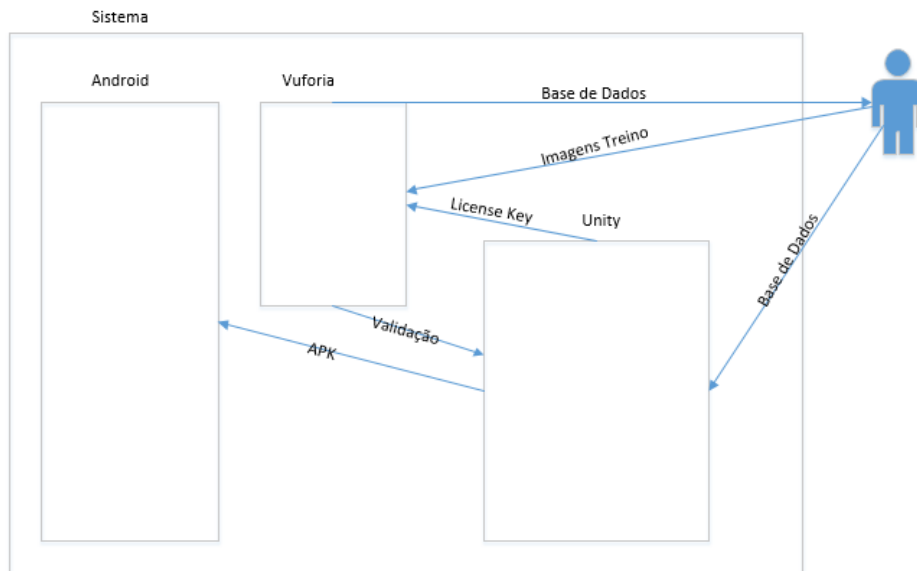 Sistema
Android
Vuforia
Base de Dados
Imagens Treino
License Key
Unity
Base de Dados
Validação
APK